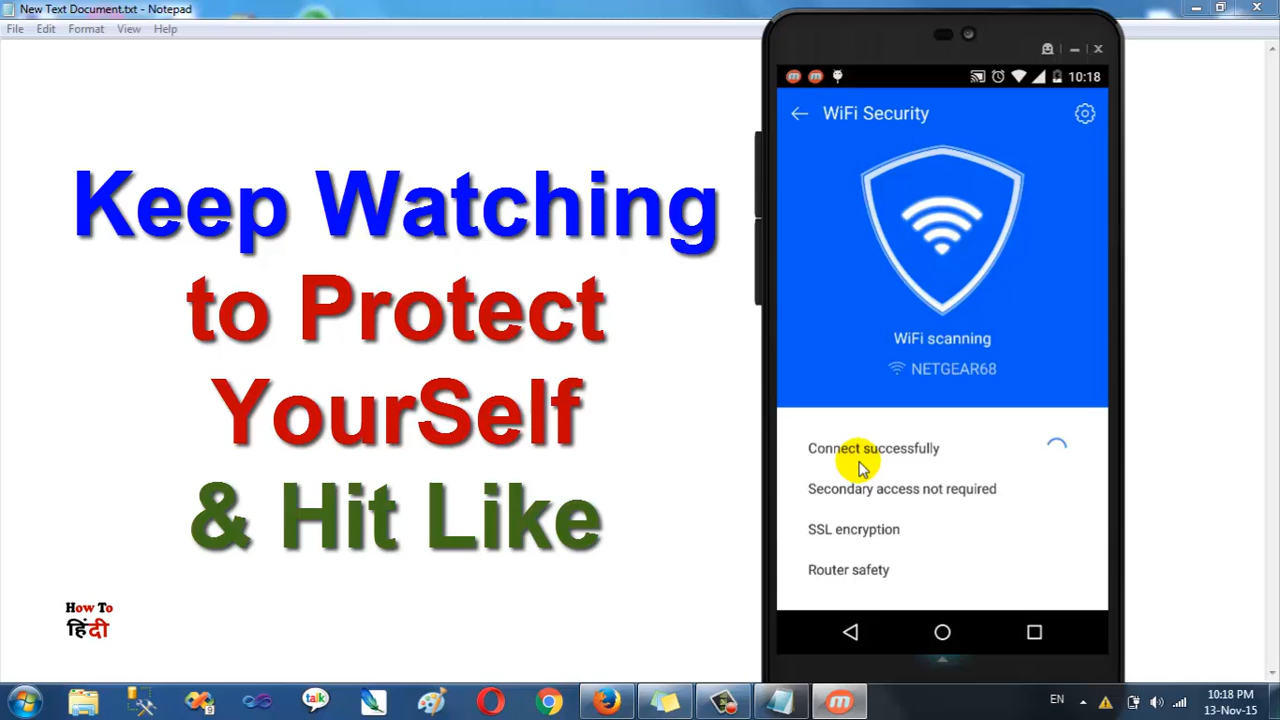 New Text Document.txt - Notepad
File Edit Format View Help
Keep Watching
to Protect
YourSelf
& Hit Like
How To
हिंदी
10:18
WiFi Security
WiFi scanning
NETGEAR68
Connect successfully
Secondary access not required
SSL encryption
Router safety
talk
9
EN
10:18 PM
13-Nov-15